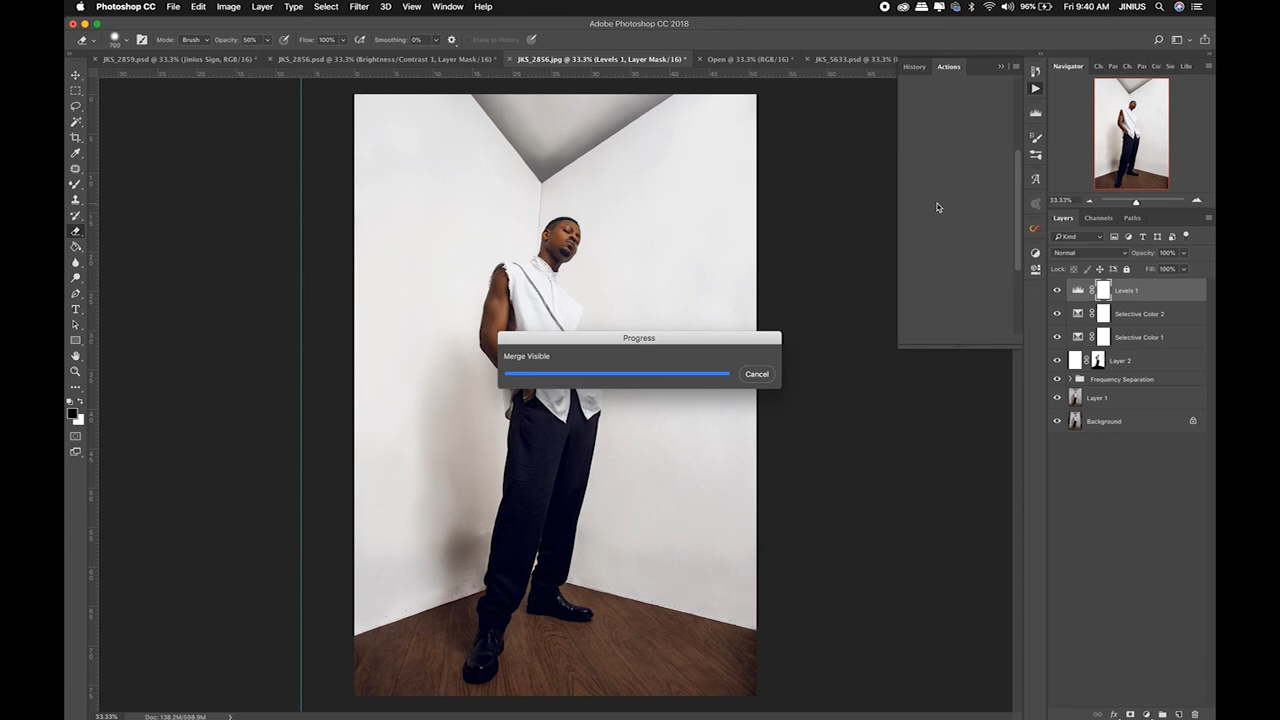 Photoshop CC File Edit Image Layer Type Select Filter 3D View Window Help 96% Fri 9:40 AM JINIUS
Adobe Photoshop CC 2018
700 Mode: Brush Opacity: 50% Flow: 100% Smoothing: 0% Erase to History
× JKS_2859.psd @ 33.3% (Jinius Sign, RGB/16) * × JKS_2856.psd @ 33.3% (Brightness/Contrast 1, Layer Mask/16) * × JKS_2856.jpg @ 33.3% (Levels 1, Layer Mask/16) * × Open @ 33.3% (RGB/16) * × JKS_5633.psd @ 33.3%
History Actions
Navigator
33.33%
Layers Channels Paths
Kind
Normal Opacity: 100%
Lock: Fill: 100%
Levels 1
Selective Color 2
Selective Color 1
Layer 2
Frequency Separation
Layer 1
Background
Progress
Merge Visible
Cancel
33.33% Doc: 138.2M/598.9M